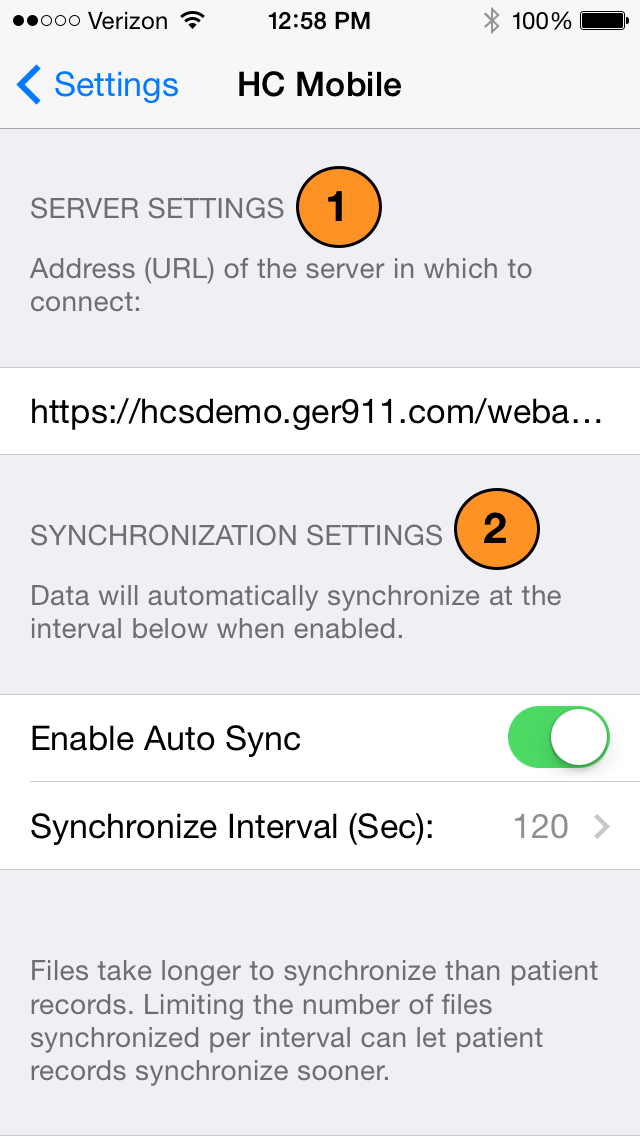 Verizon 12:58 PM 100%
Settings HC Mobile
SERVER SETTINGS 1
Address (URL) of the server in which to
connect:
https://hcsdemo.ger911.com/weba...
SYNCHRONIZATION SETTINGS 2
Data will automatically synchronize at the
interval below when enabled.
Enable Auto Sync
Synchronize Interval (Sec): 120
Files take longer to synchronize than patient
records. Limiting the number of files
synchronized per interval can let patient
records synchronize sooner.